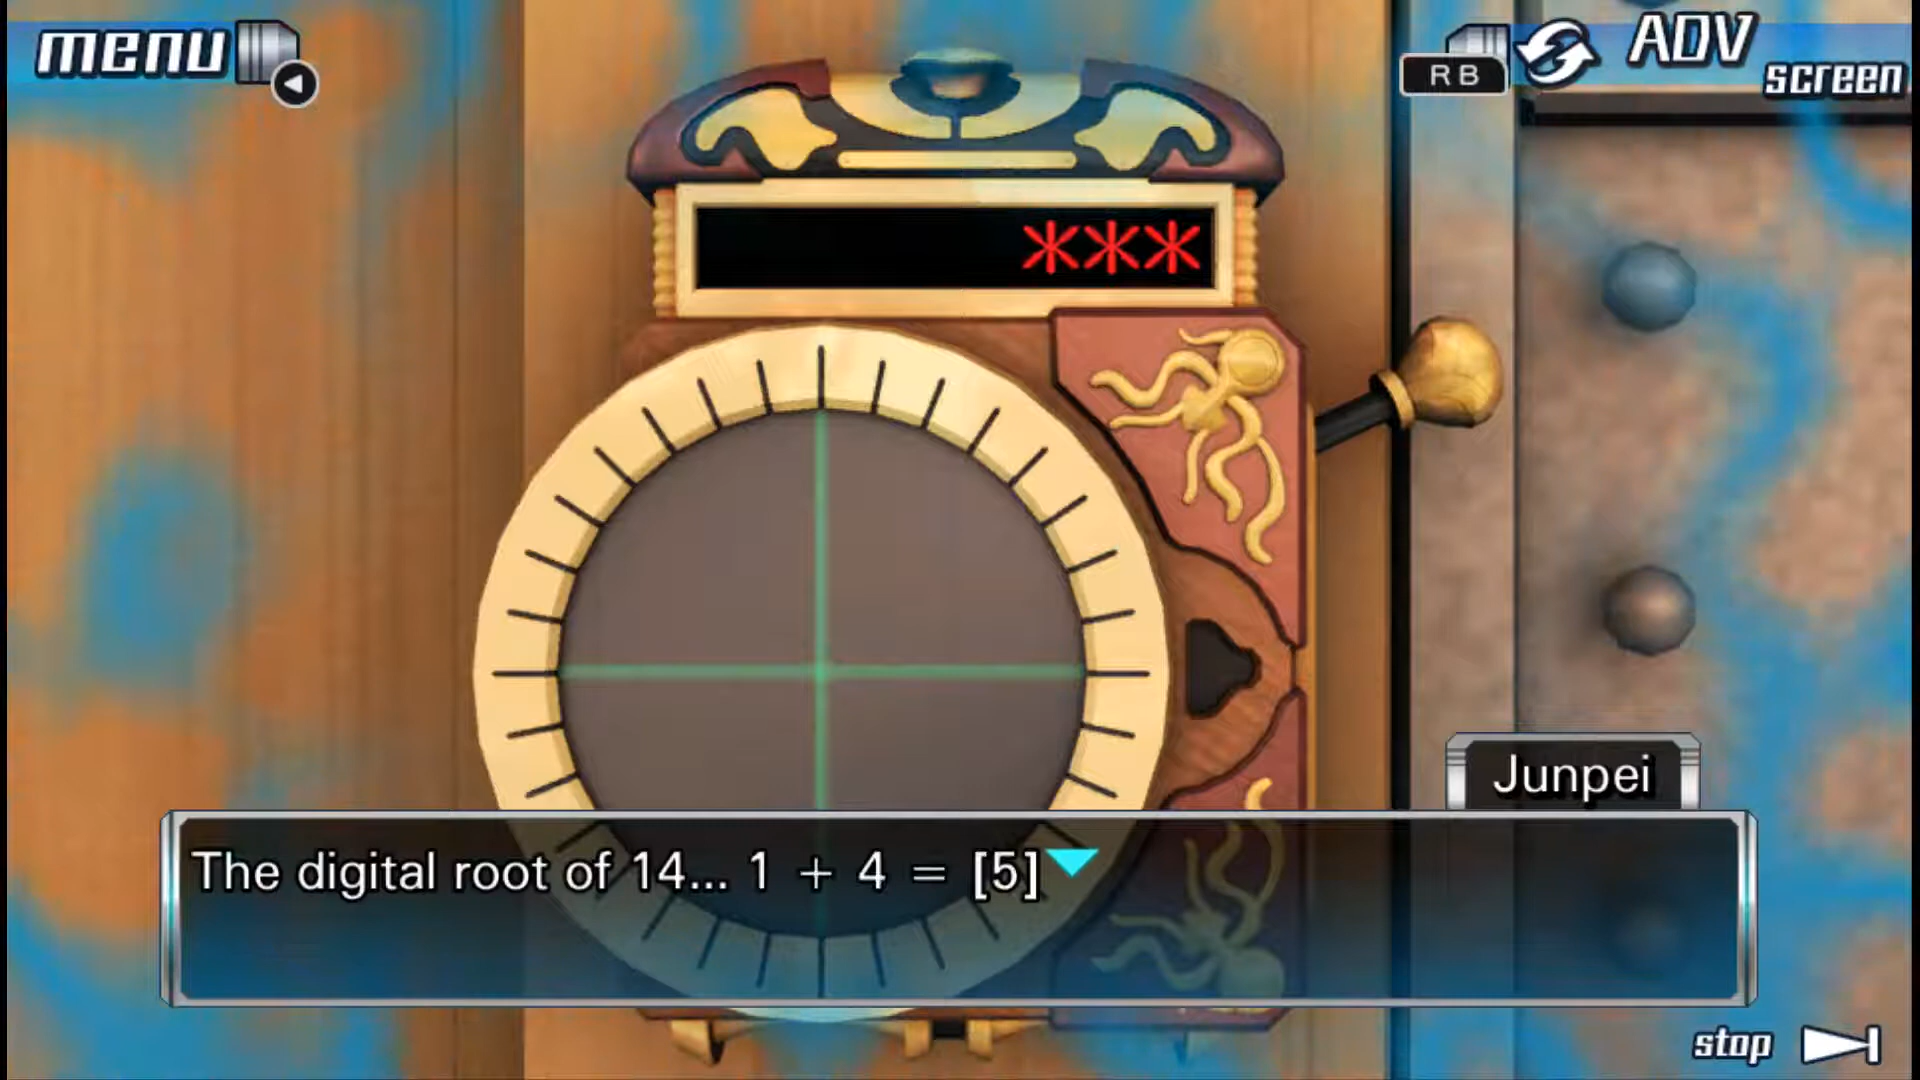 menu
RB
ADV
screen
***
Junpei
The digital root of 14... 1 + 4 = [5]
stop